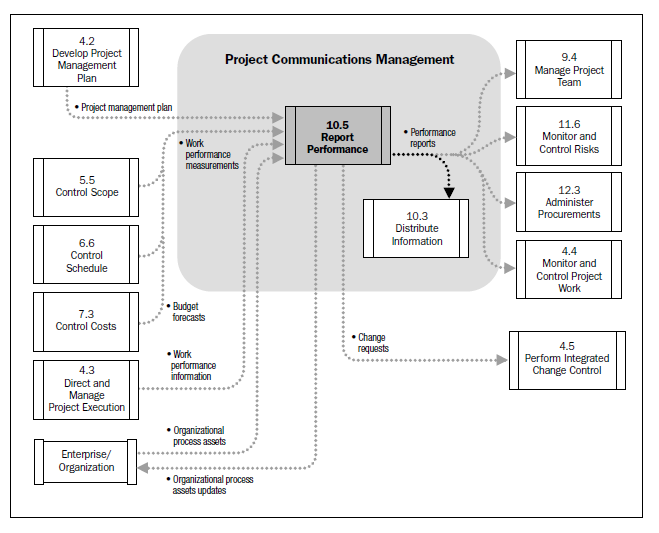 4.2
Develop Project
Management
Plan
Project Communications Management
9.4
Manage Project
Team
• Project management plan
10.5
Report
Performance
• Performance
reports
11.6
Monitor and
Control Risks
• Work
performance
measurements
5.5
Control Scope
12.3
Administer
Procurements
10.3
Distribute
Information
6.6
Control
Schedule
4.4
Monitor and
Control Project
Work
7.3
Control Costs
• Budget
forecasts
• Change
requests
4.5
Perform Integrated
Change Control
• Work
performance
information
4.3
Direct and
Manage
Project Execution
• Organizational
process assets
Enterprise/
Organization
• Organizational process
assets updates